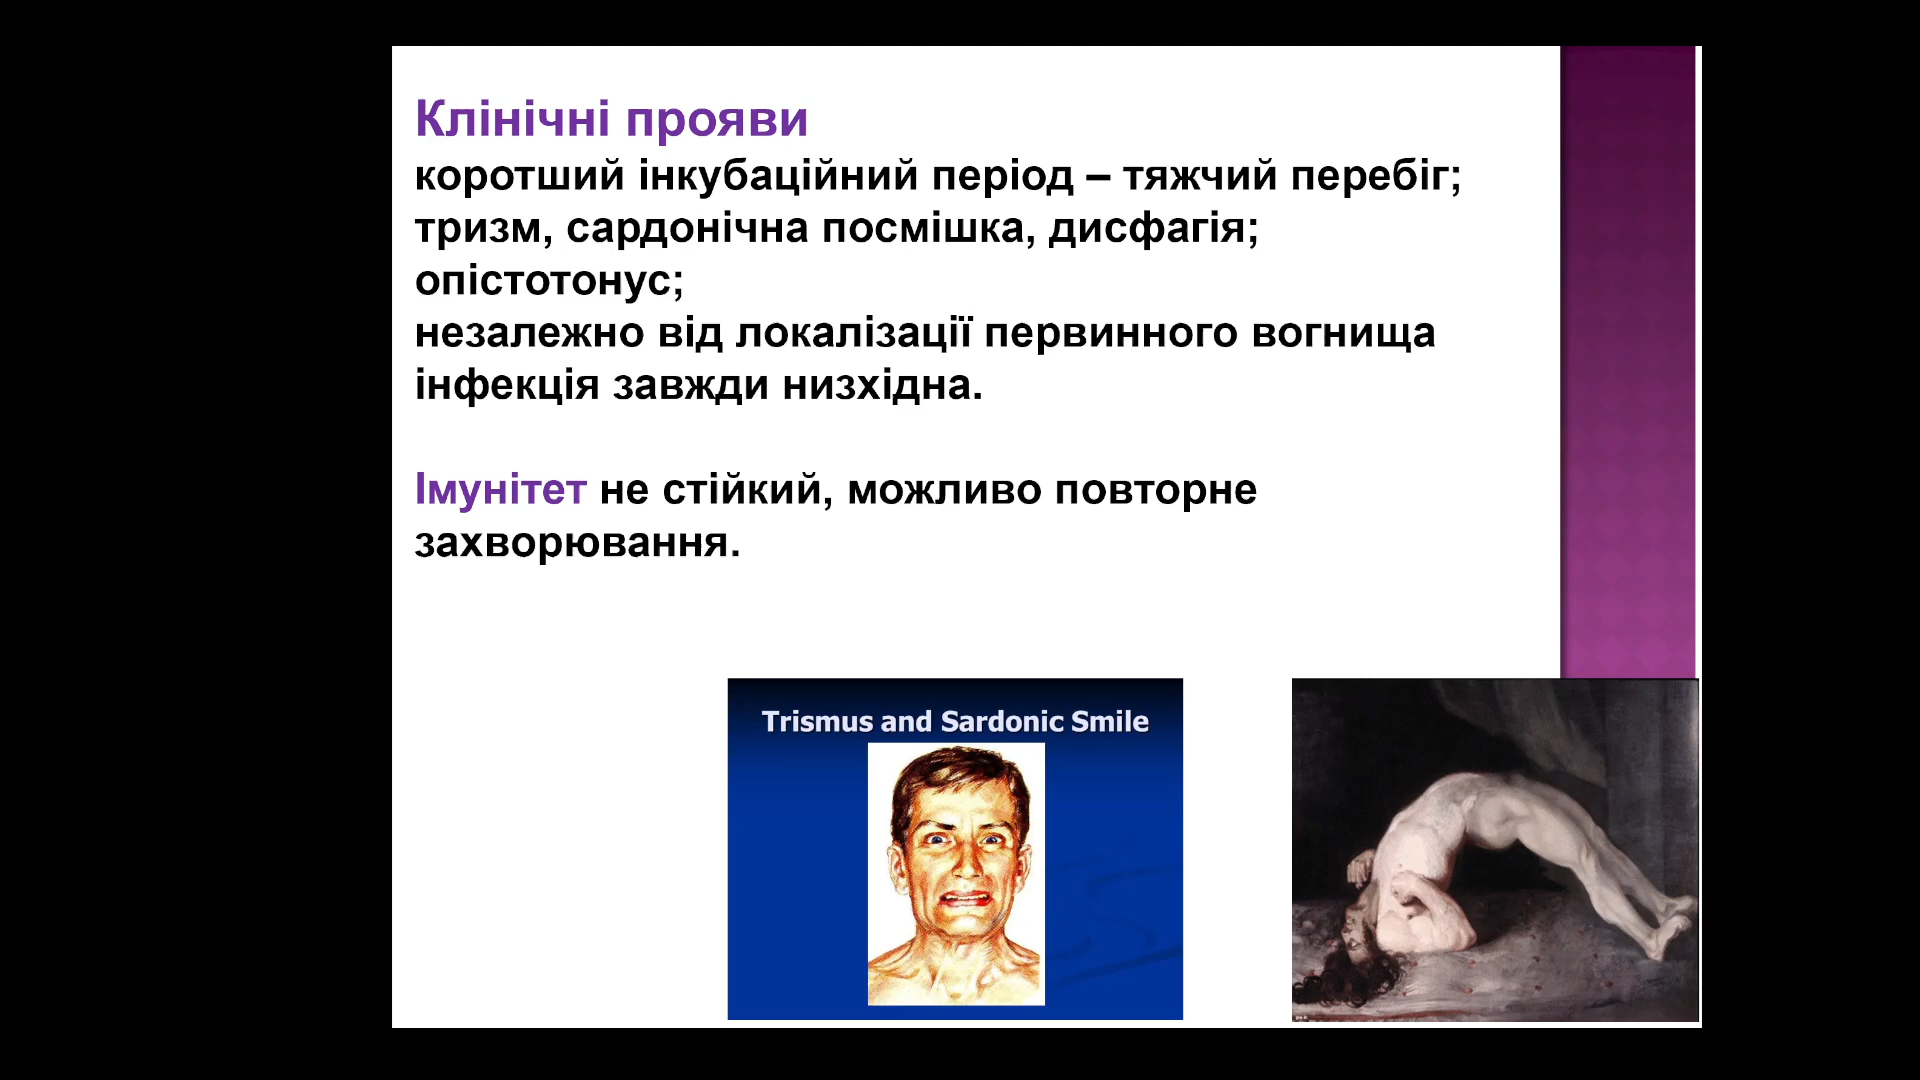 Клінічні прояви
коротший інкубаційний період – тяжчий перебіг;
тризм, сардонічна посмішка, дисфагія;
опістотонус;
незалежно від локалізації первинного вогнища
інфекція завжди низхідна.
Імунітет не стійкий, можливо повторне
захворювання.
Trismus and Sardonic Smile